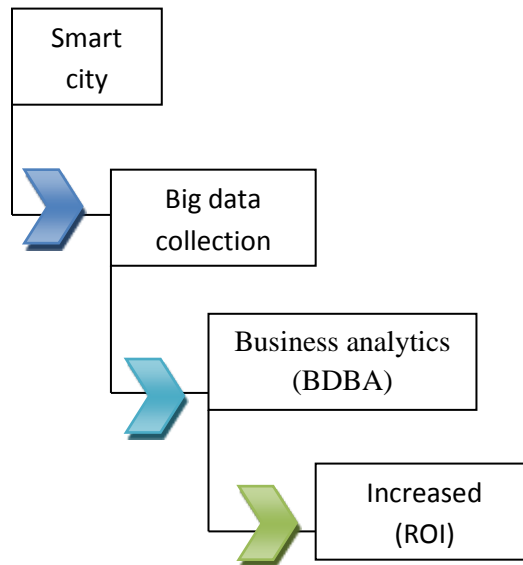 Smart
city
Big data
collection
Business analytics
(BDBA)
Increased
(ROI)